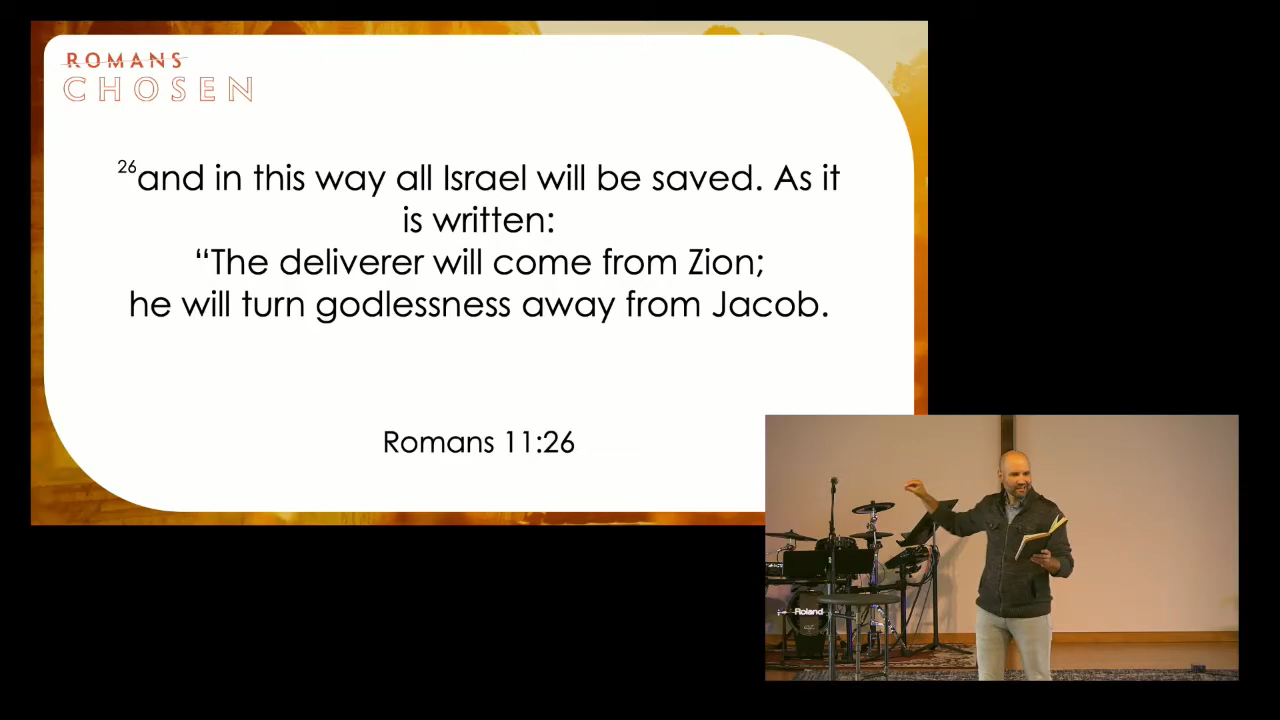 ROMANS
CHOSEN
26and in this way all Israel will be saved. As it
is written:
“The deliverer will come from Zion;
he will turn godlessness away from Jacob.
Romans 11:26
Roland